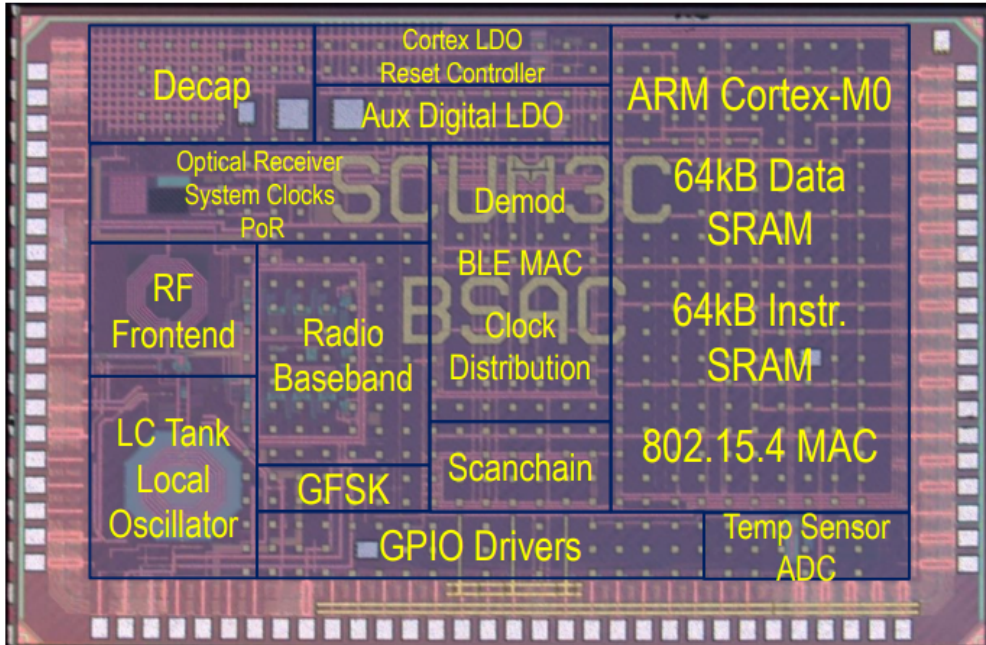 Decap
Cortex LDO
Reset Controller
Aux Digital LDO
ARM Cortex-M0
64kB Data
SRAM
64kB Instr.
SRAM
802.15.4 MAC
Optical Receiver
System Clocks
PoR
SCUM3C
BSAC
Demod
BLE MAC
Clock
Distribution
RF
Frontend
Radio
Baseband
LC Tank
Local
Oscillator
GFSK
Scanchain
GPIO Drivers
Temp Sensor
ADC